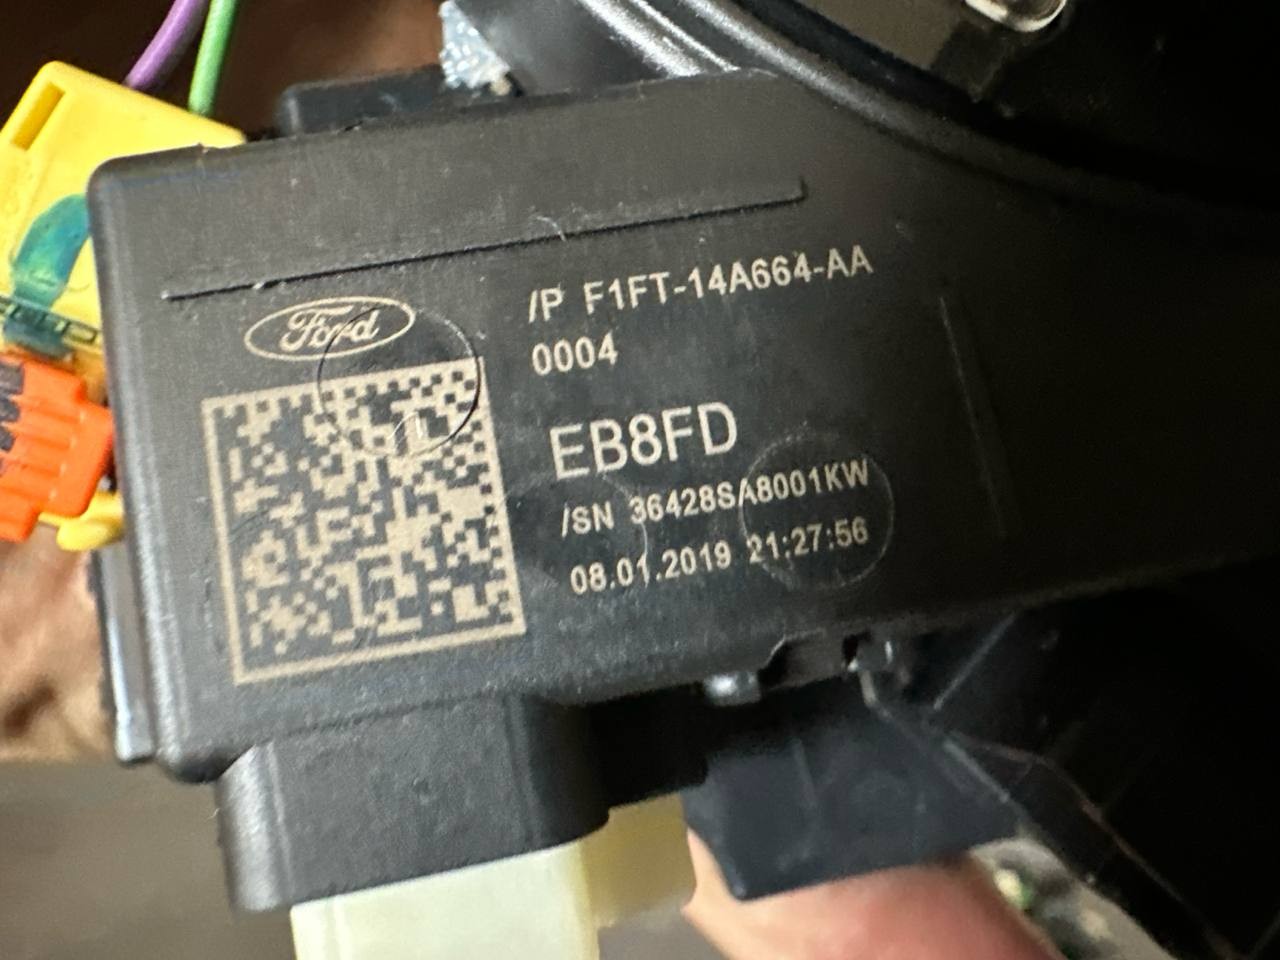 Ford
/P F1FT-14A664-AA
0004
EB8FD
/SN 36428SA8001KW
08.01.2019 21:27:56